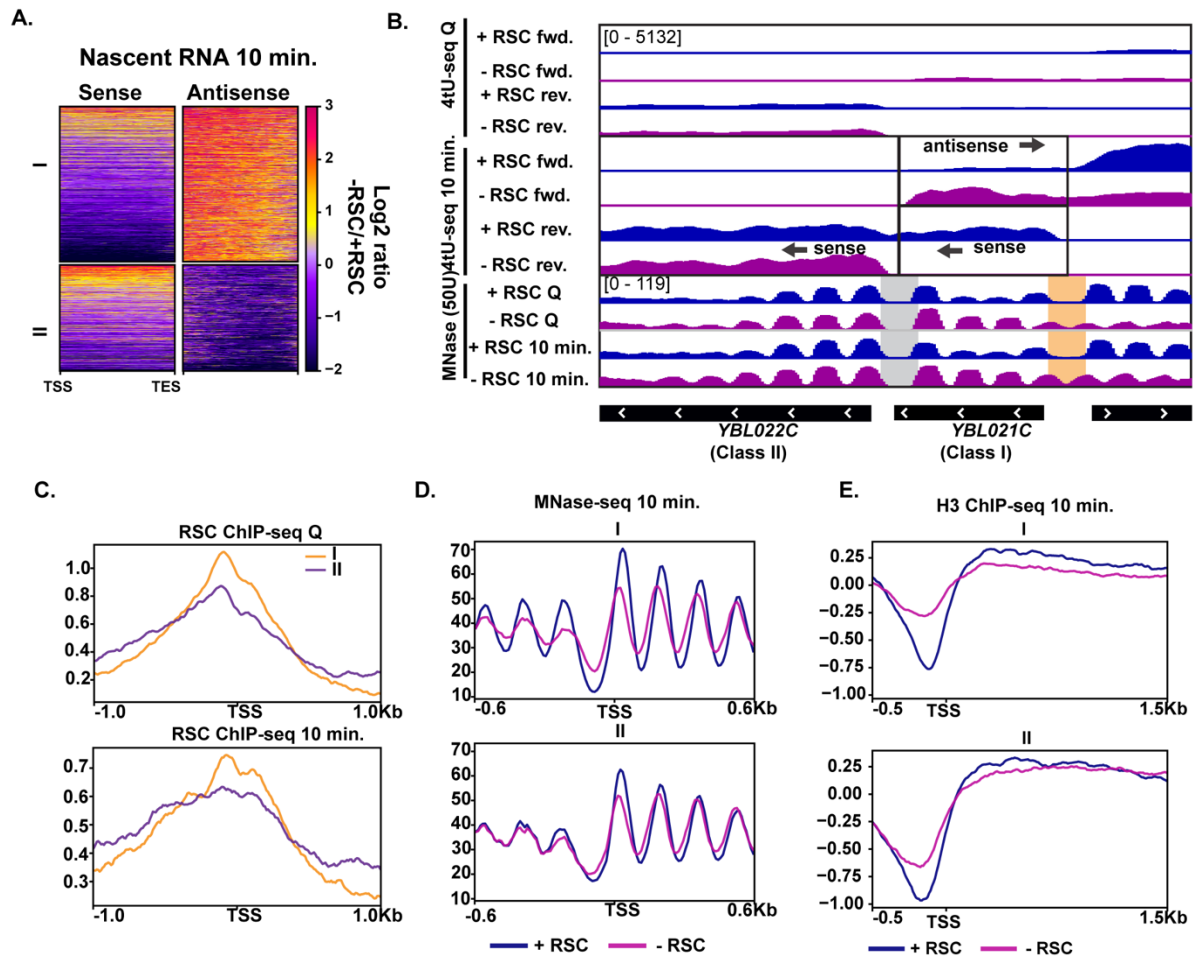 A.
Nascent RNA 10 min.
Sense Antisense
I
II
TSS TES
3
2
1
0
−1
−2
Log2 ratio
-RSC/+RSC
B.
4tU-seq Q
+ RSC fwd.
- RSC fwd.
+ RSC rev.
- RSC rev.
[0 - 5132]
4tU-seq 10 min.
+ RSC fwd.
- RSC fwd.
+ RSC rev.
- RSC rev.
antisense
sense sense
MNase (50U)
+ RSC Q
- RSC Q
+ RSC 10 min.
- RSC 10 min.
[0 - 119]
YBL022C YBL021C
(Class II) (Class I)
C.
RSC ChIP-seq Q
I
II
1.0
0.8
0.6
0.4
0.2
-1.0 TSS 1.0Kb
RSC ChIP-seq 10 min.
0.7
0.6
0.5
0.4
0.3
-1.0 TSS 1.0Kb
D.
MNase-seq 10 min.
I
70
60
50
40
30
20
10
-0.6 TSS 0.6Kb
II
70
60
50
40
30
20
10
-0.6 TSS 0.6Kb
+ RSC - RSC
E.
H3 ChIP-seq 10 min.
I
0.25
0.00
−0.25
−0.50
−0.75
−1.00
-0.5 TSS 1.5Kb
II
0.25
0.00
−0.25
−0.50
−0.75
−1.00
-0.5 TSS 1.5Kb
+ RSC - RSC